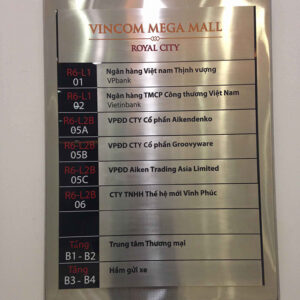 VINCOM MEGA MALL
ROYAL CITY
R6-L1 Ngân hàng Việt nam Thịnh vượng
01 VPbank
R6-L1 Ngân hàng TMCP Công thương Việt Nam
02 Vietinbank
R6-L2B VPĐD CTY Cổ phần Aikendenko
05A
R6-L2B VPĐD CTY Cổ phần Groovyware
05B
R6-L2B VPĐD Aiken Trading Asia Limited
05C
R6-L2B CTY TNHH Thế hệ mới Vĩnh Phúc
06
Tầng Trung tâm Thương mại
B1 - B2
Tầng Hầm gửi xe
B3 - B4